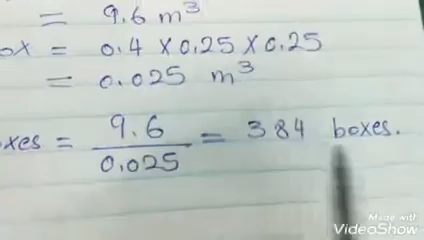 = 9.6 m³
ox = 0.4 × 0.25 × 0.25
= 0.025 m³
xes = 9.6 / 0.025 = 384 boxes.
Made with
VideoShow